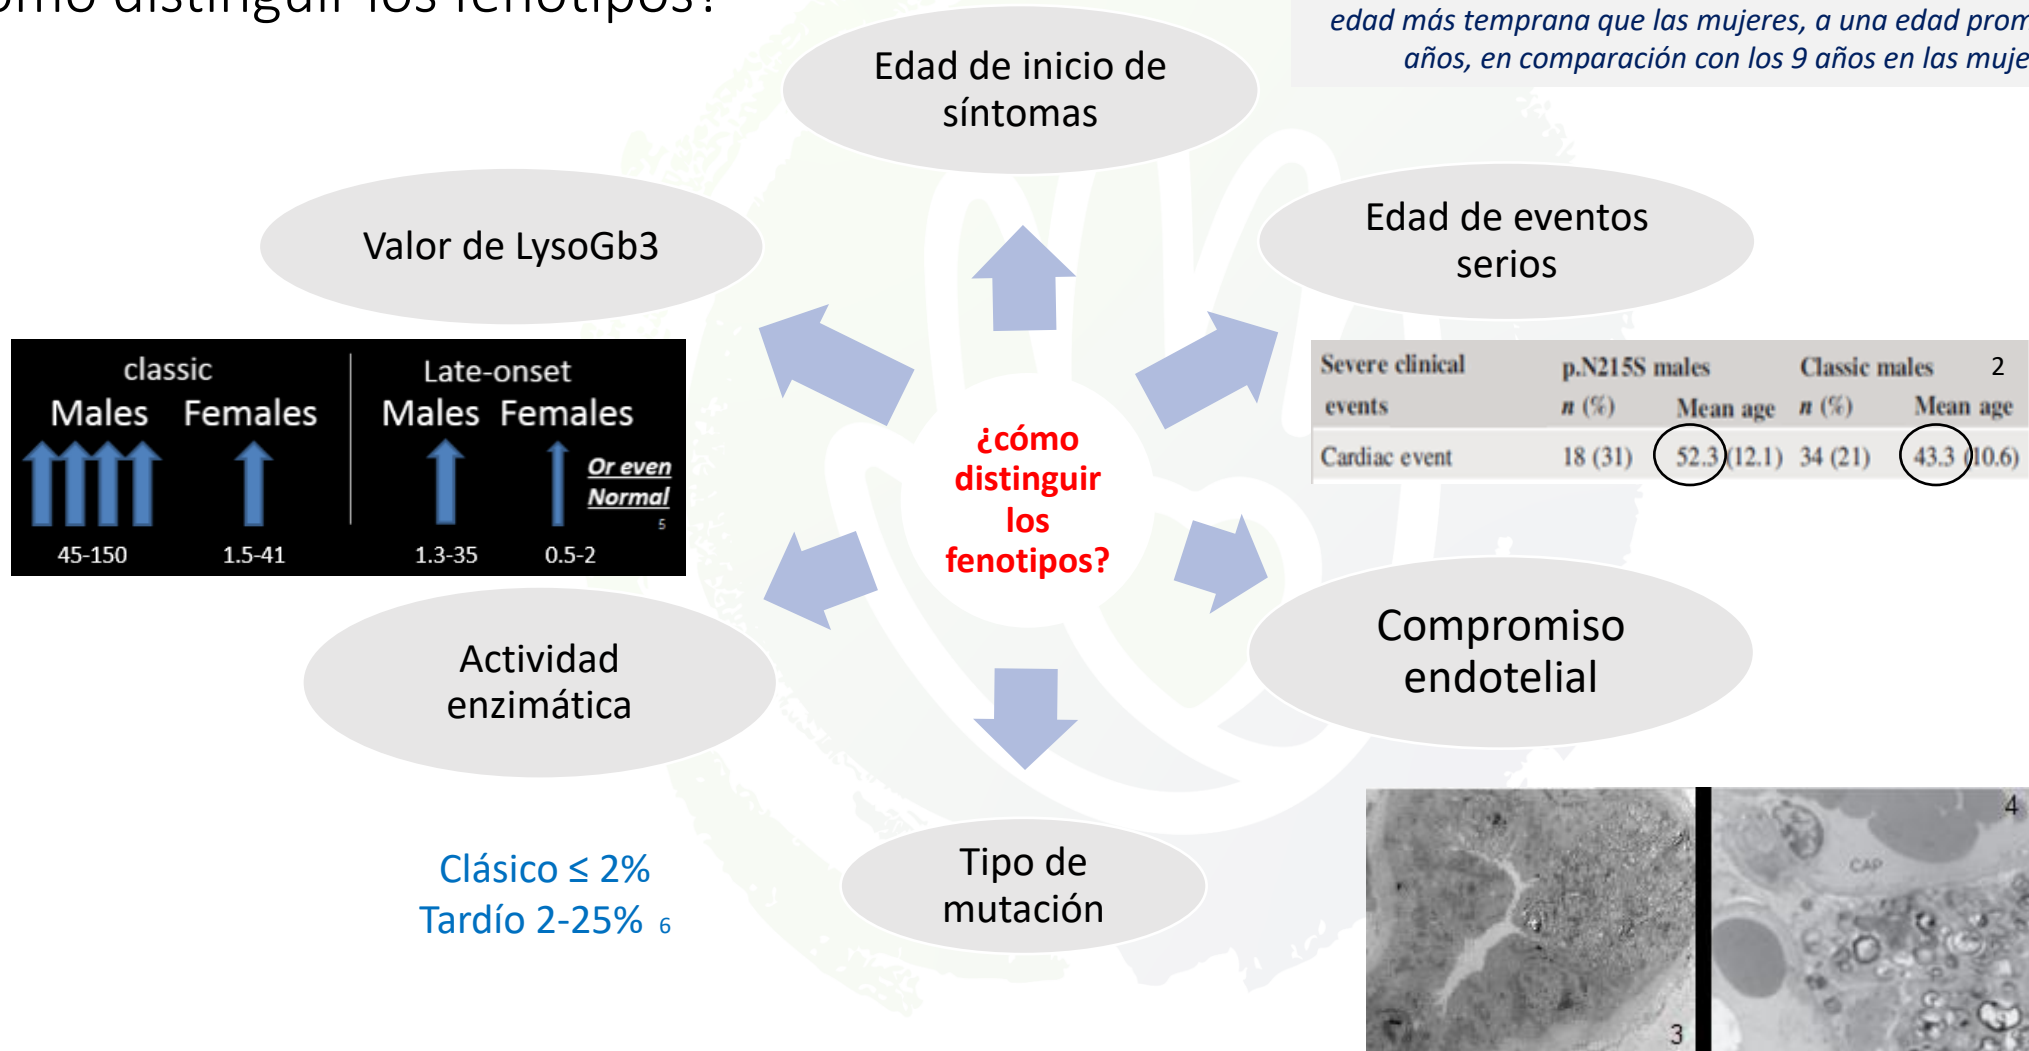 distinguir los fenotipos?
edad más temprana que las mujeres, a una edad
años, en comparación con los 9 años en las
Edad de inicio de
síntomas
Valor de LysoGb3
Edad de eventos
serios
classic
Late-onset
Males Females
Males Females
Or even
Normal
5
45-150
1.5-41
1.3-35
0.5-2
Severe clinical p.N215S males Classic males 2
events n (%) Mean age n (%) Mean age
Cardiac event 18 (31) 52.3 (12.1) 34 (21) 43.3 (10.6)
¿cómo
distinguir
los
fenotipos?
Actividad
enzimática
Compromiso
endotelial
Clásico ≤ 2%
Tardío 2-25% 6
Tipo de
mutación
3
4
CAP